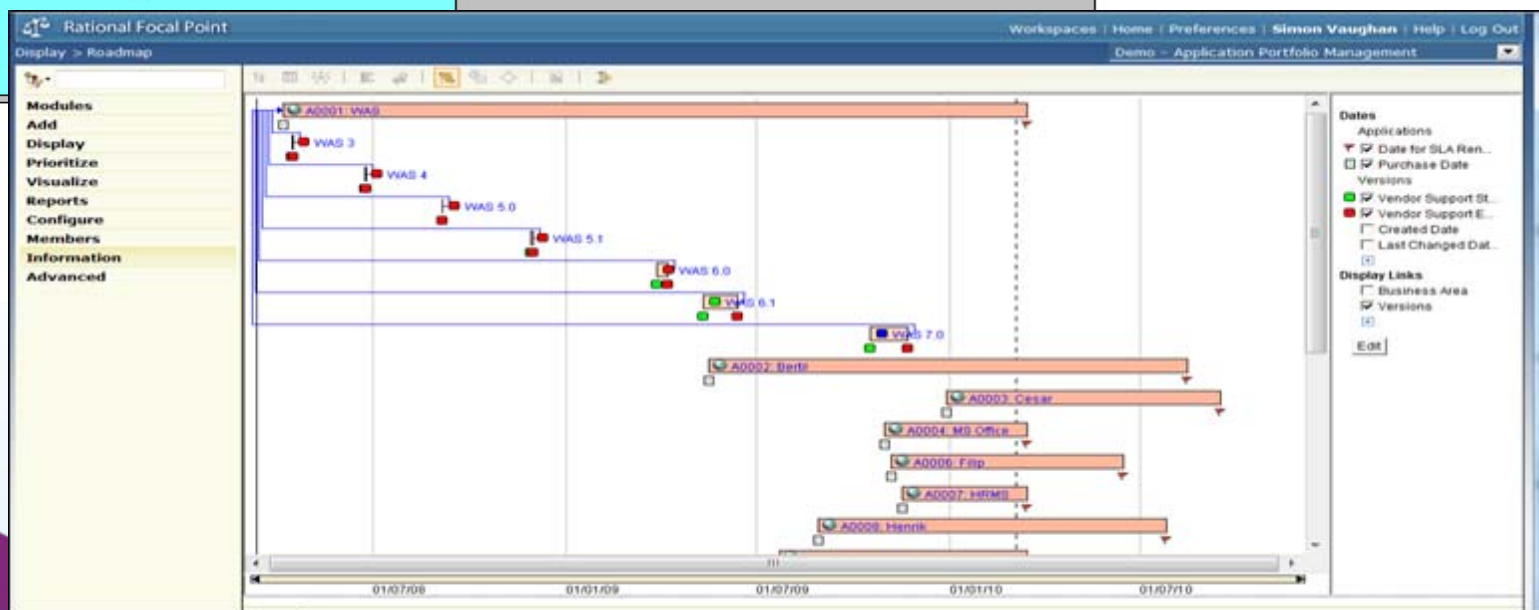 Rational Focal Point
Workspaces | Home | Preferences | Simon Vaughan | Help | Log Out
Display > Roadmap
Demo - Application Portfolio Management
Modules
Add
Display
Prioritize
Visualize
Reports
Configure
Members
Information
Advanced
A0001: WAS
WAS 3
WAS 4
WAS 5.0
WAS 5.1
WAS 6.0
WAS 6.1
WAS 7.0
A0002: Bertil
A0003: Cesar
A0004: MS Office
A0006: Filip
A0007: HRMS
A0008: Henrik
01/07/08
01/01/09
01/07/09
01/01/10
01/07/10
Dates
Applications
Date for SLA Ren...
Purchase Date
Versions
Vendor Support St...
Vendor Support E...
Created Date
Last Changed Dat...
Display Links
Business Area
Versions
Edit